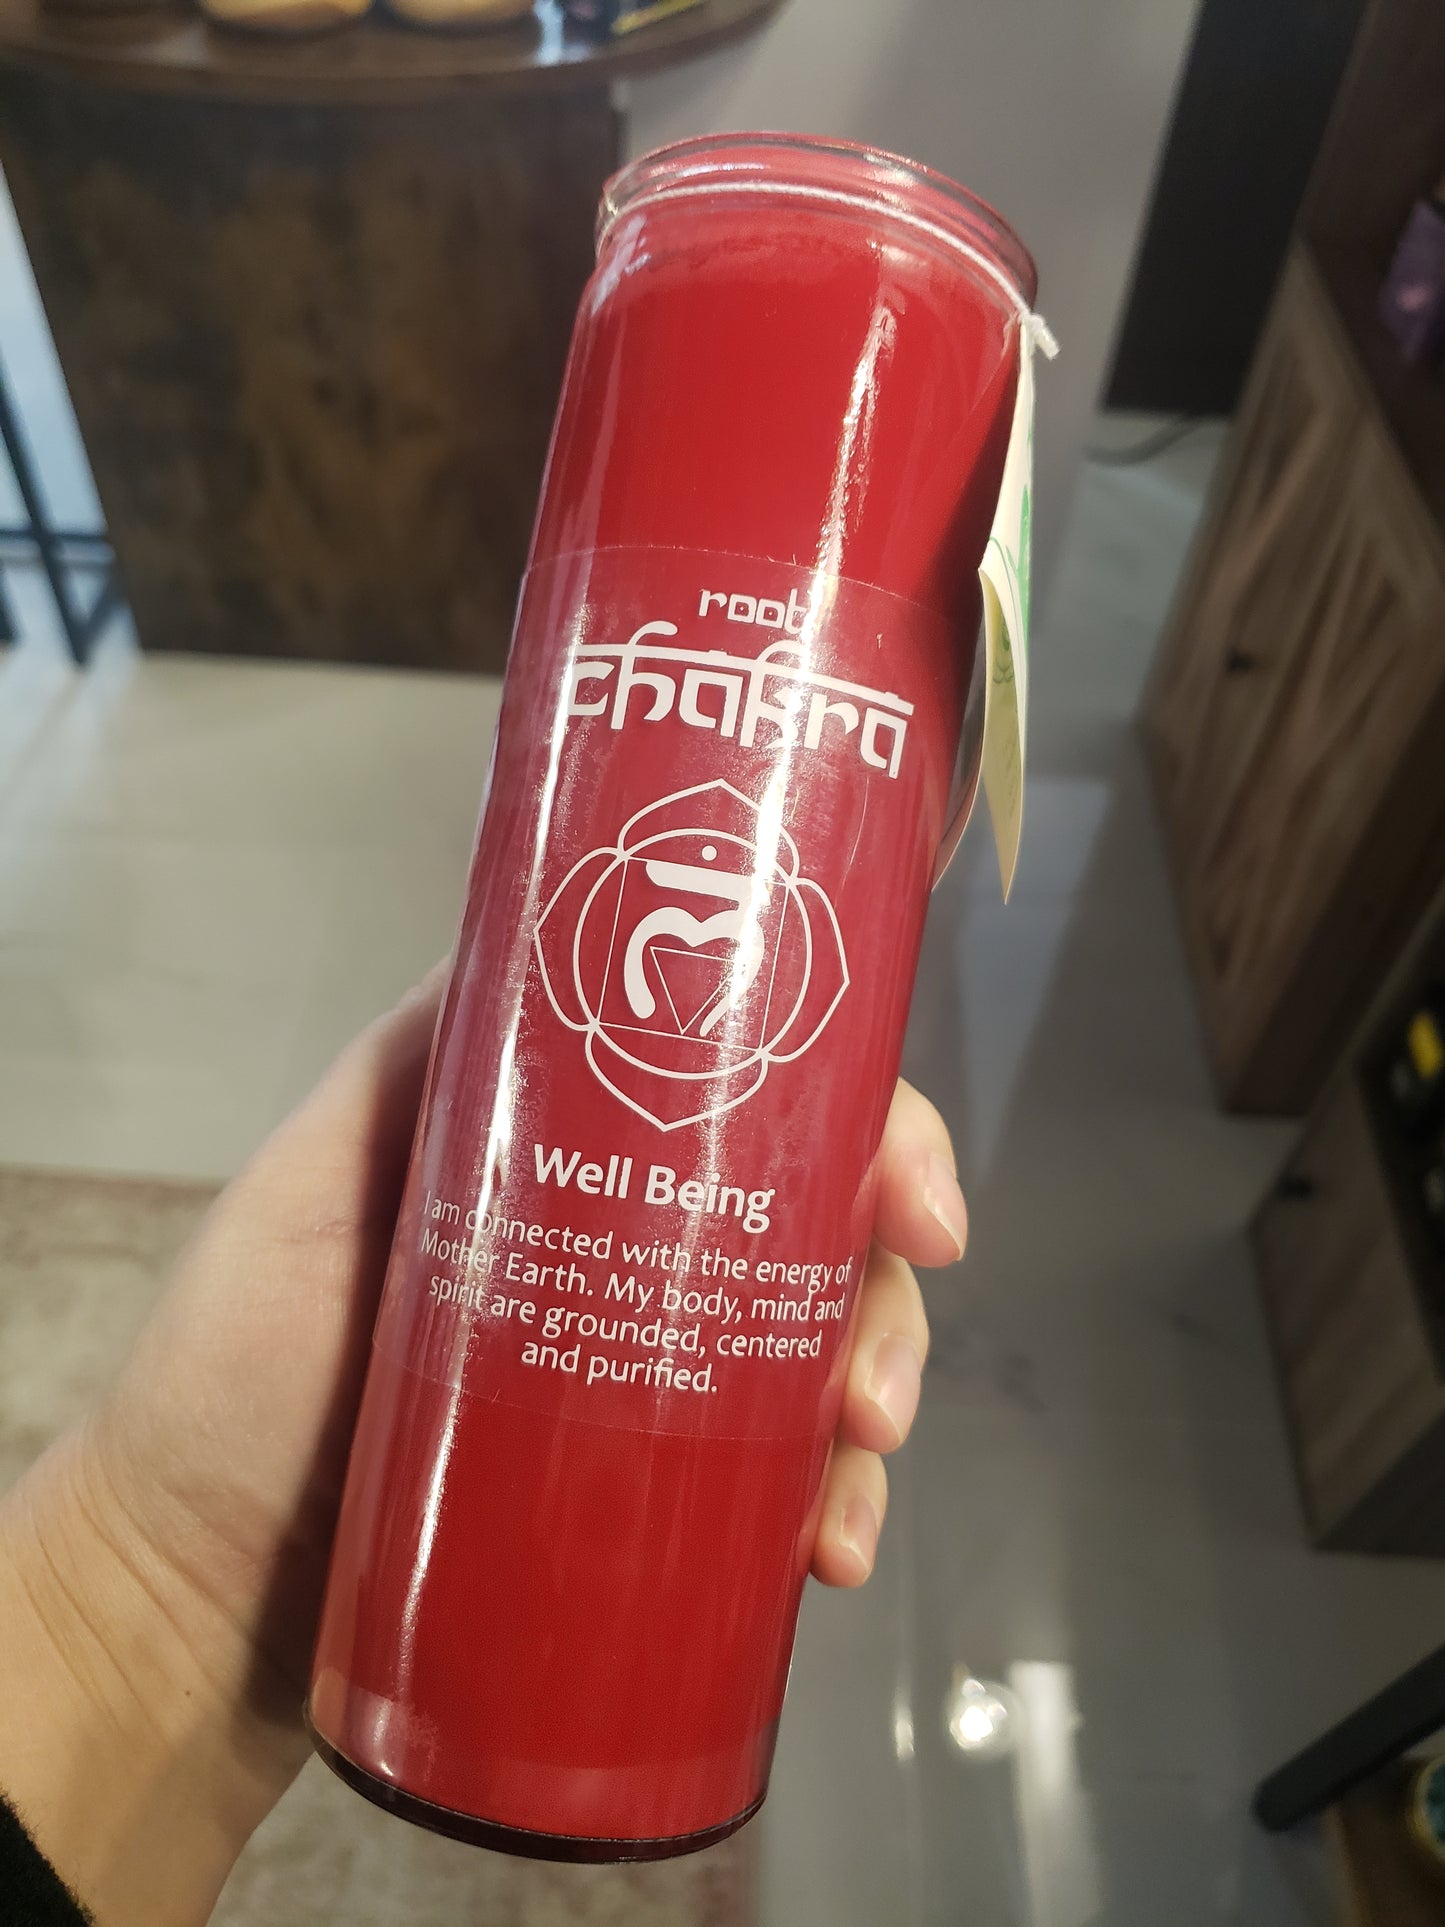 root
chakra
लं
Well Being
I am connected with the energy of
Mother Earth. My body, mind and
spirit are grounded, centered
and purified.